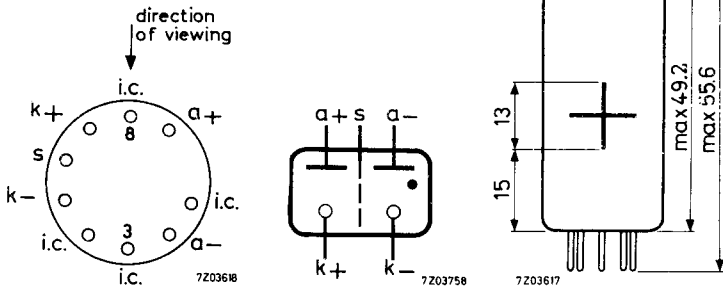 direction
of viewing
i.c.
k+
a+
8
s
k-
i.c.
i.c.
3
a-
i.c.
7Z03618
a+ s a-
k+ k-
7Z03758
13
15
max 49.2
max 55.6
7Z03617